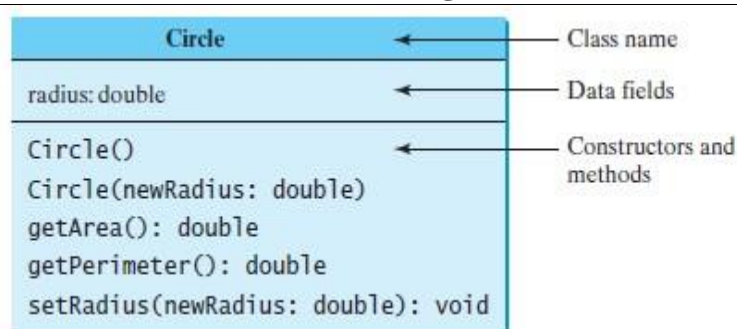 Circle
Class name
radius: double
Data fields
Circle()
Constructors and
methods
Circle(newRadius: double)
getArea(): double
getPerimeter(): double
setRadius(newRadius: double): void